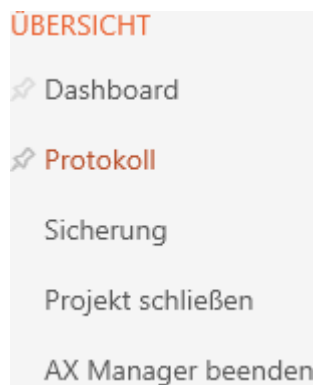 ÜBERSICHT
Dashboard
Protokoll
Sicherung
Projekt schließen
AX Manager beenden